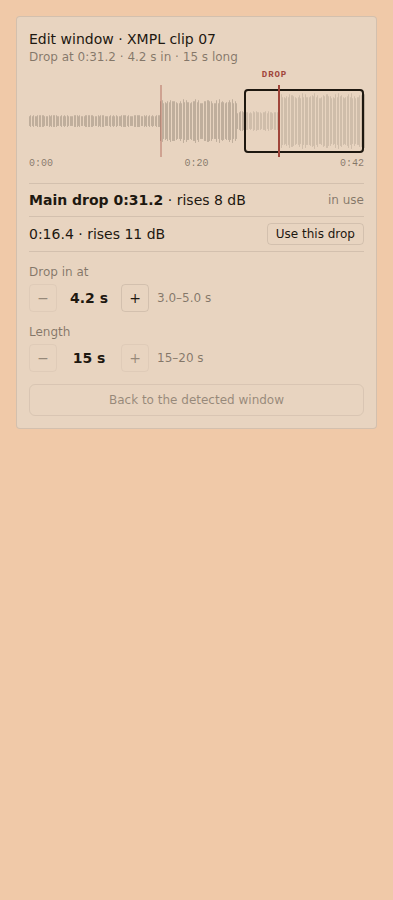 Edit window · XMPL clip 07
Drop at 0:31.2 · 4.2 s in · 15 s long
DROP
0:00 0:20 0:42
Main drop 0:31.2 · rises 8 dB in use
0:16.4 · rises 11 dB Use this drop
Drop in at
− 4.2 s + 3.0–5.0 s
Length
− 15 s + 15–20 s
Back to the detected window